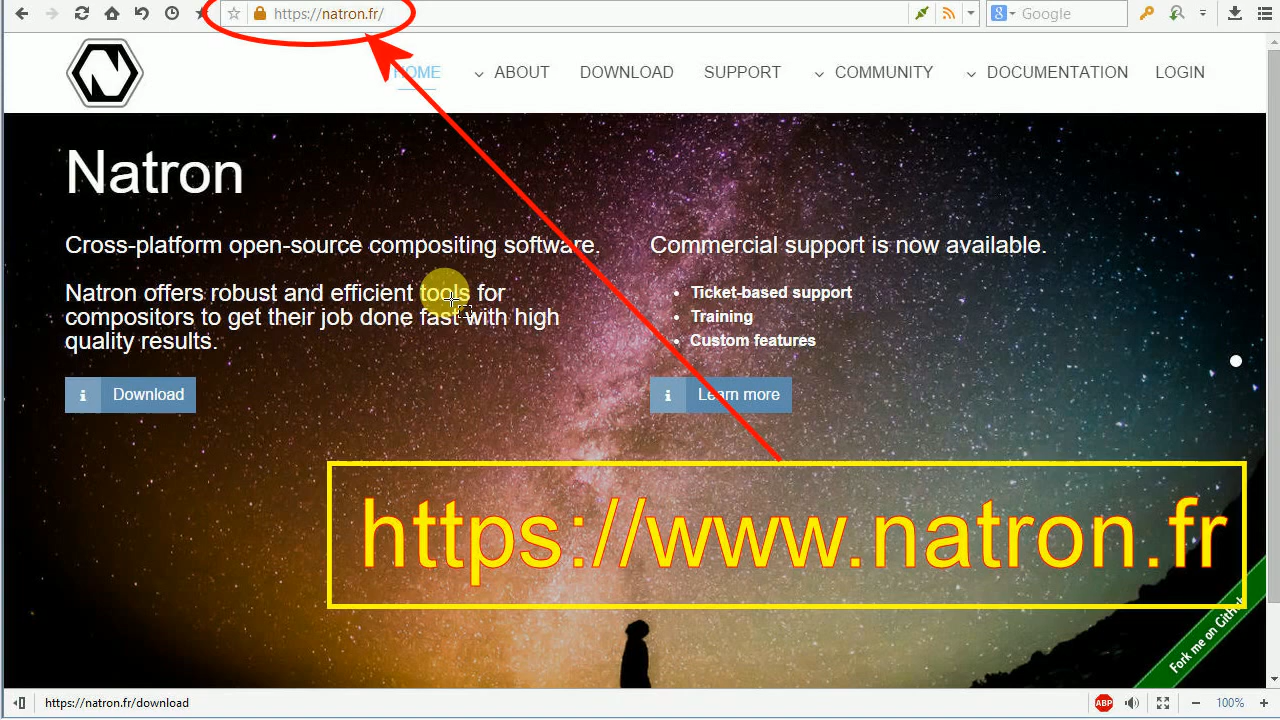 https://natron.fr/
Google
HOME
ABOUT
DOWNLOAD
SUPPORT
COMMUNITY
DOCUMENTATION
LOGIN
Natron
Cross-platform open-source compositing software.
Natron offers robust and efficient tools for
compositors to get their job done fast with high
quality results.
Download
Commercial support is now available.
Ticket-based support
Training
Custom features
Learn more
https://www.natron.fr
Fork me on GitHub
https://natron.fr/download
ABP
100%